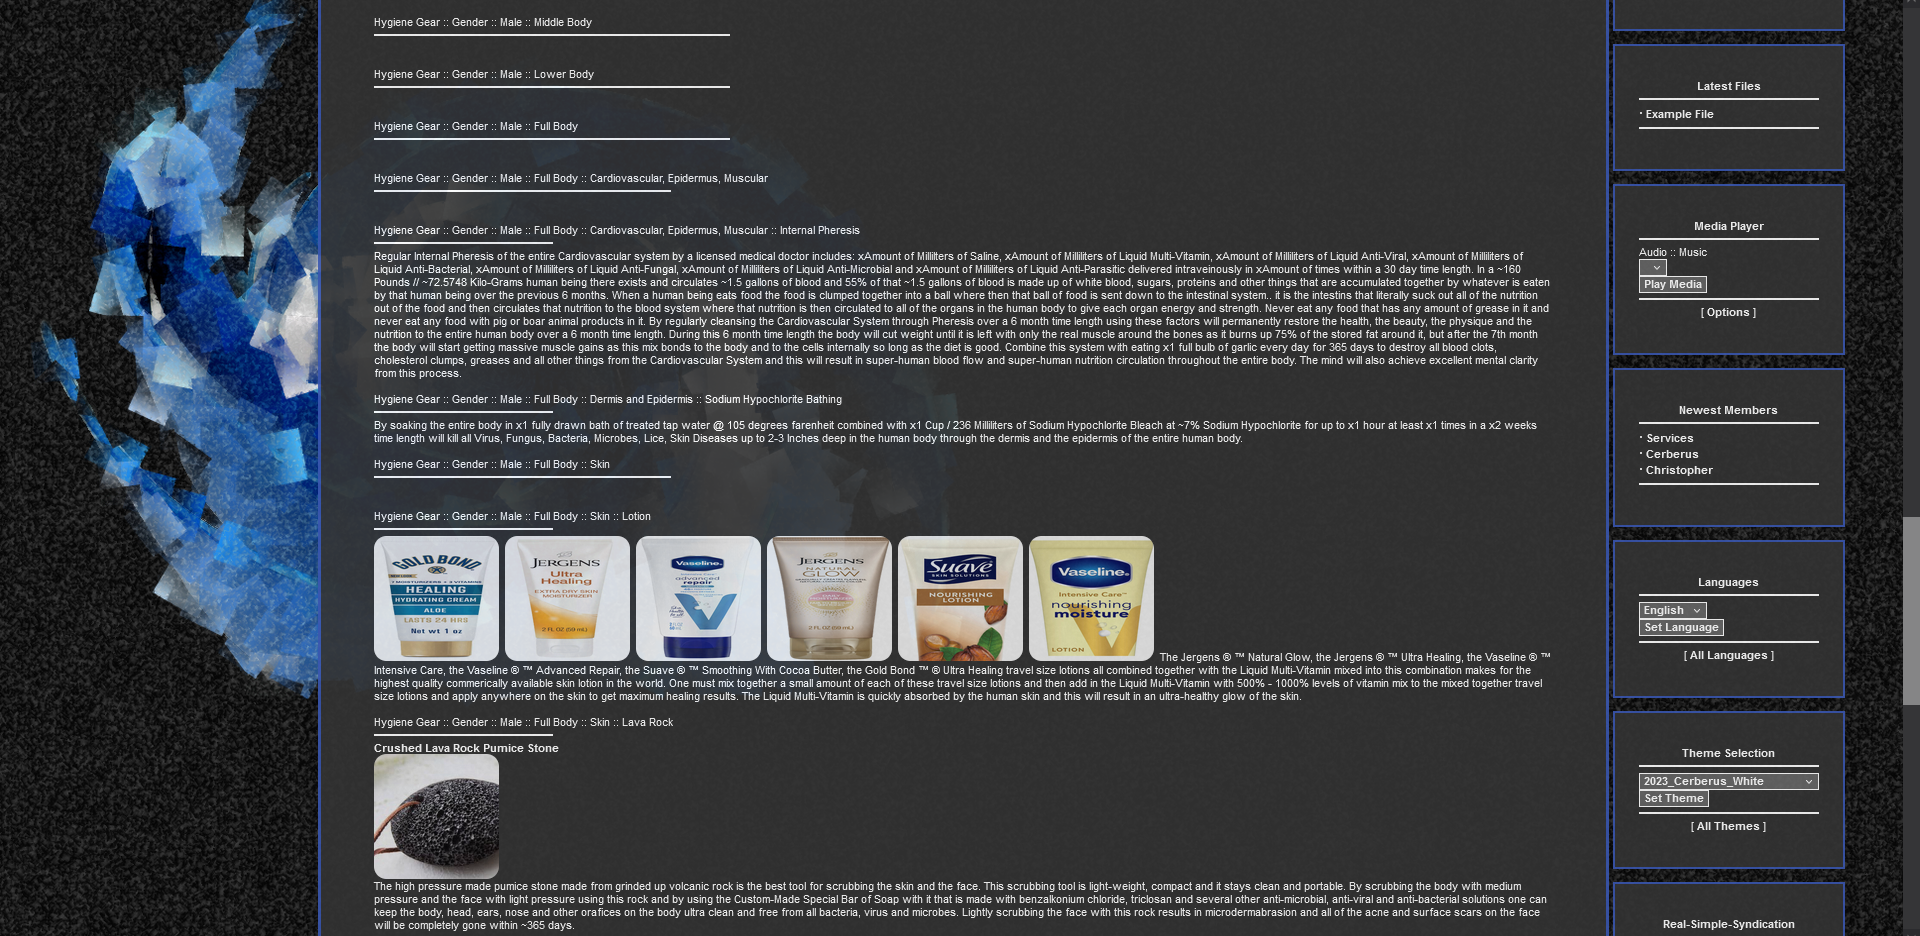 Hygiene Gear :: Gender :: Male :: Middle Body
Hygiene Gear :: Gender :: Male :: Lower Body
Hygiene Gear :: Gender :: Male :: Full Body
Hygiene Gear :: Gender :: Male :: Full Body :: Cardiovascular, Epidermus, Muscular
Hygiene Gear :: Gender :: Male :: Full Body :: Cardiovascular, Epidermus, Muscular :: Internal Pheresis
Regular Internal Pheresis of the entire Cardiovascular system by a licensed medical doctor includes: xAmount of Millilters of Saline, xAmount of Milliliters of Liquid Multi-Vitamin, xAmount of Milliliters of Liquid Anti-Viral, xAmount of Milliliters of
Liquid Anti-Bacterial, xAmount of Milliliters of Liquid Anti-Fungal, xAmount of Milliliters of Liquid Anti-Microbial and xAmount of Milliliters of Liquid Anti-Parasitic delivered intraveinously in xAmount of times within a 30 day time length. In a ~160
Pounds // ~72.5748 Kilo-Grams human being there exists and circulates ~1.5 gallons of blood and 55% of that ~1.5 gallons of blood is made up of white blood, sugars, proteins and other things that are accumulated together by whatever is eaten
by that human being over the previous 6 months. When a human being eats food the food is clumped together into a ball where then that ball of food is sent down to the intestinal system.. it is the intestins that literally suck out all of the nutrition
out of the food and then circulates that nutrition to the blood system where that nutrition is then circulated to all of the organs in the human body to give each organ energy and strength. Never eat any food that has any amount of grease in it and
never eat any food with pig or boar animal products in it. By regularly cleansing the Cardiovascular System through Pheresis over a 6 month time length using these factors will permanently restore the health, the beauty, the physique and the
nutrition to the entire human body over a 6 month time length. During this 6 month time length the body will cut weight until it is left with only the real muscle around the bones as it burns up 75% of the stored fat around it, but after the 7th month
the body will start getting massive muscle gains as this mix bonds to the body and to the cells internally so long as the diet is good. Combine this system with eating x1 full bulb of garlic every day for 365 days to destroy all blood clots,
cholesterol clumps, greases and all other things from the Cardiovascular System and this will result in super-human blood flow and super-human nutrition circulation throughout the entire body. The mind will also achieve excellent mental clarity
from this process.
Hygiene Gear :: Gender :: Male :: Full Body :: Dermis and Epidermis :: Sodium Hypochlorite Bathing
By soaking the entire body in x1 fully drawn bath of treated tap water @ 105 degrees farenheit combined with x1 Cup / 236 Milliliters of Sodium Hypochlorite Bleach at ~7% Sodium Hypochlorite for up to x1 hour at least x1 times in a x2 weeks
time length will kill all Virus, Fungus, Bacteria, Microbes, Lice, Skin Diseases up to 2-3 Inches deep in the human body through the dermis and the epidermis of the entire human body.
Hygiene Gear :: Gender :: Male :: Full Body :: Skin
Hygiene Gear :: Gender :: Male :: Full Body :: Skin :: Lotion
GOLD BOND
HEALING
HYDRATING CREAM
ALOE
LASTS 24 HRS
Net wt 1 oz
JERGENS
Ultra
Healing
EXTRA DRY SKIN
MOISTURIZER
2 FL OZ (59 mL)
Vaseline
advanced
repair
JERGENS
NATURAL
GLOW
2 FL OZ (59 mL)
Suave
SKIN SOLUTIONS
NOURISHING
LOTION
Vaseline
Intensive Care
nourishing
moisture
LOTION
The Jergens ® ™ Natural Glow, the Jergens ® ™ Ultra Healing, the Vaseline ® ™
Intensive Care, the Vaseline ® ™ Advanced Repair, the Suave ® ™ Smoothing With Cocoa Butter, the Gold Bond ™ ® Ultra Healing travel size lotions all combined together with the Liquid Multi-Vitamin mixed into this combination makes for the
highest quality commerically available skin lotion in the world. One must mix together a small amount of each of these travel size lotions and then add in the Liquid Multi-Vitamin with 500% - 1000% levels of vitamin mix to the mixed together travel
size lotions and apply anywhere on the skin to get maximum healing results. The Liquid Multi-Vitamin is quickly absorbed by the human skin and this will result in an ultra-healthy glow of the skin.
Hygiene Gear :: Gender :: Male :: Full Body :: Skin :: Lava Rock
Crushed Lava Rock Pumice Stone
The high pressure made pumice stone made from grinded up volcanic rock is the best tool for scrubbing the skin and the face. This scrubbing tool is light-weight, compact and it stays clean and portable. By scrubbing the body with medium
pressure and the face with light pressure using this rock and by using the Custom-Made Special Bar of Soap with it that is made with benzalkonium chloride, triclosan and several other anti-microbial, anti-viral and anti-bacterial solutions one can
keep the body, head, ears, nose and other orafices on the body ultra clean and free from all bacteria, virus and microbes. Lightly scrubbing the face with this rock results in microdermabrasion and all of the acne and surface scars on the face
will be completely gone within ~365 days.
Latest Files
· Example File
Media Player
Audio :: Music
Play Media
[ Options ]
Newest Members
· Services
· Cerberus
· Christopher
Languages
English
Set Language
[ All Languages ]
Theme Selection
2023_Cerberus_White
Set Theme
[ All Themes ]
Real-Simple-Syndication